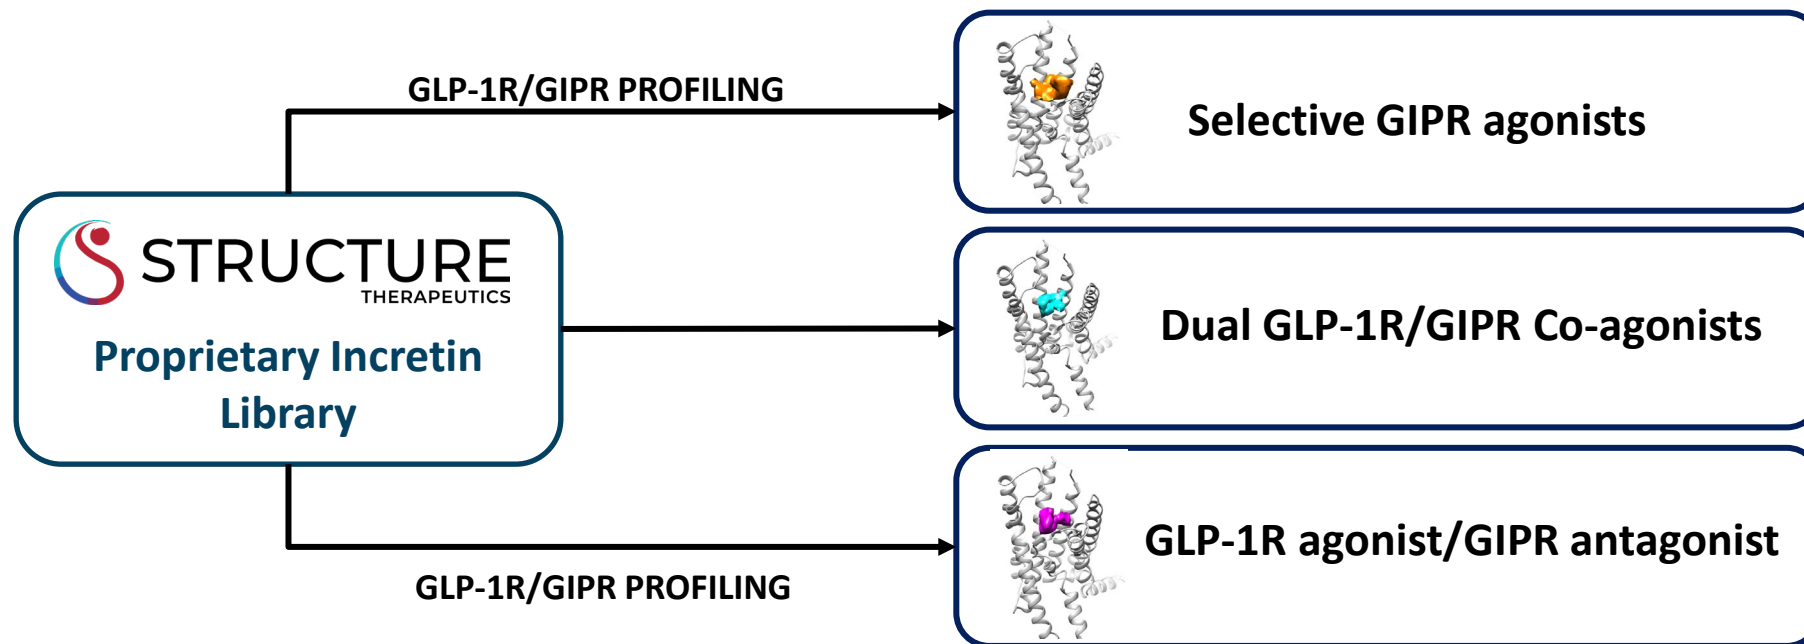 GLP-1R/GIPR PROFILING
Selective GIPR agonists
STRUCTURE
THERAPEUTICS
Proprietary Incretin
Library
Dual GLP-1R/GIPR Co-agonists
GLP-1R agonist/GIPR antagonist
GLP-1R/GIPR PROFILING